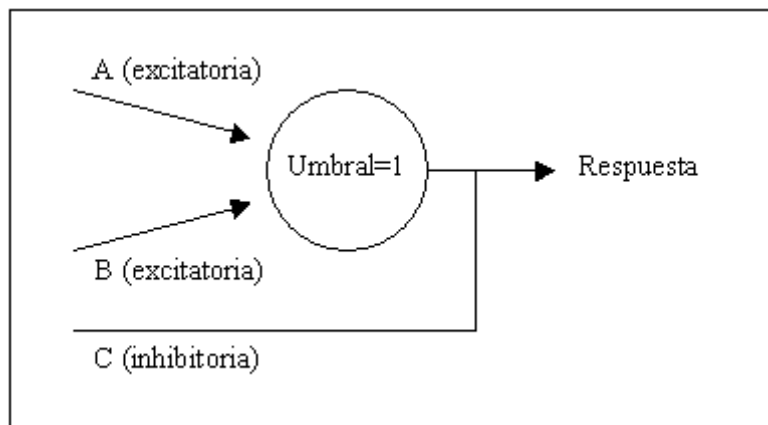 A (excitatoria)
Umbral=1
Respuesta
B (excitatoria)
C (inhibitoria)